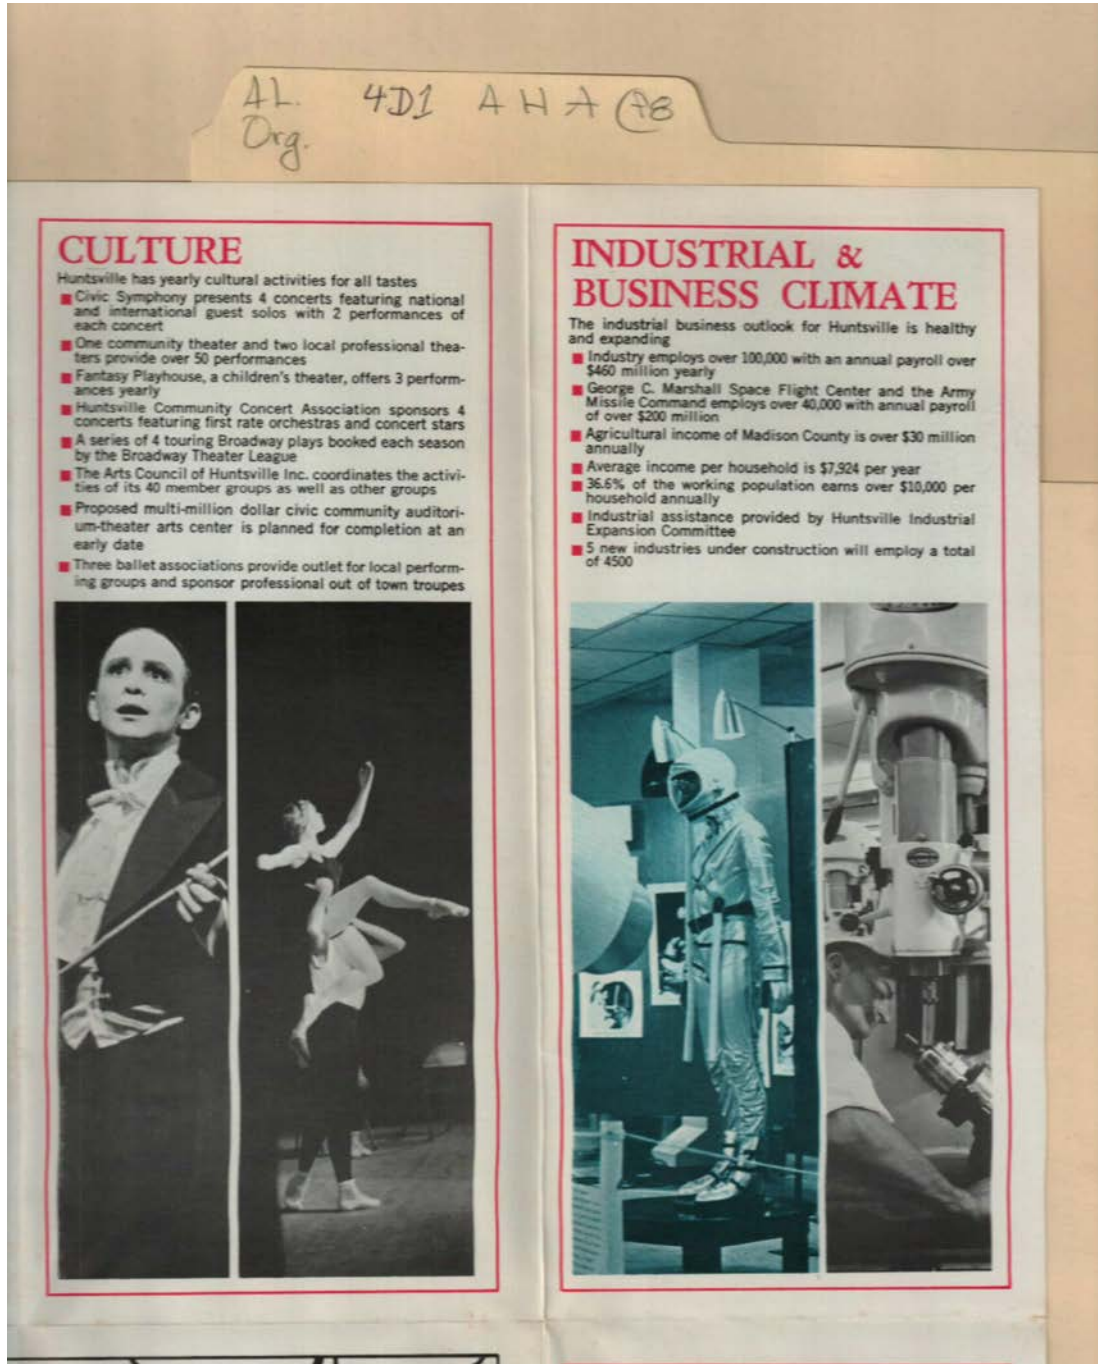 AL. 4D1 A H A
Org.
CULTURE
Huntsville has yearly cultural activities for all tastes
Civic Symphony presents 4 concerts featuring national
and international guest solos with 2 performances of
each concert
One community theater and two local professional thea-
ters provide over 50 performances
Fantasy Playhouse, a children's theater, offers 3 perform-
ances yearly
Huntsville Community Concert Association sponsors 4
concerts featuring first rate orchestras and concert stars
A series of 4 touring Broadway plays booked each season
by the Broadway Theater League
The Arts Council of Huntsville Inc. coordinates the activi-
ties of its 40 member groups as well as other groups
Proposed multi-million dollar civic community auditori-
um-theater arts center is planned for completion at an
early date
Three ballet associations provide outlet for local perform-
ing groups and sponsor professional out of town troupes
INDUSTRIAL &
BUSINESS CLIMATE
The industrial business outlook for Huntsville is healthy
and expanding
Industry employs over 100,000 with an annual payroll over
$460 million yearly
George C. Marshall Space Flight Center and the Army
Missile Command employs over 40,000 with annual payroll
of over $200 million
Agricultural income of Madison County is over $30 million
annually
Average income per household is $7,924 per year
36.6% of the working population earns over $10,000 per
household annually
Industrial assistance provided by Huntsville Industrial
Expansion Committee
5 new industries under construction will employ a total
of 4500